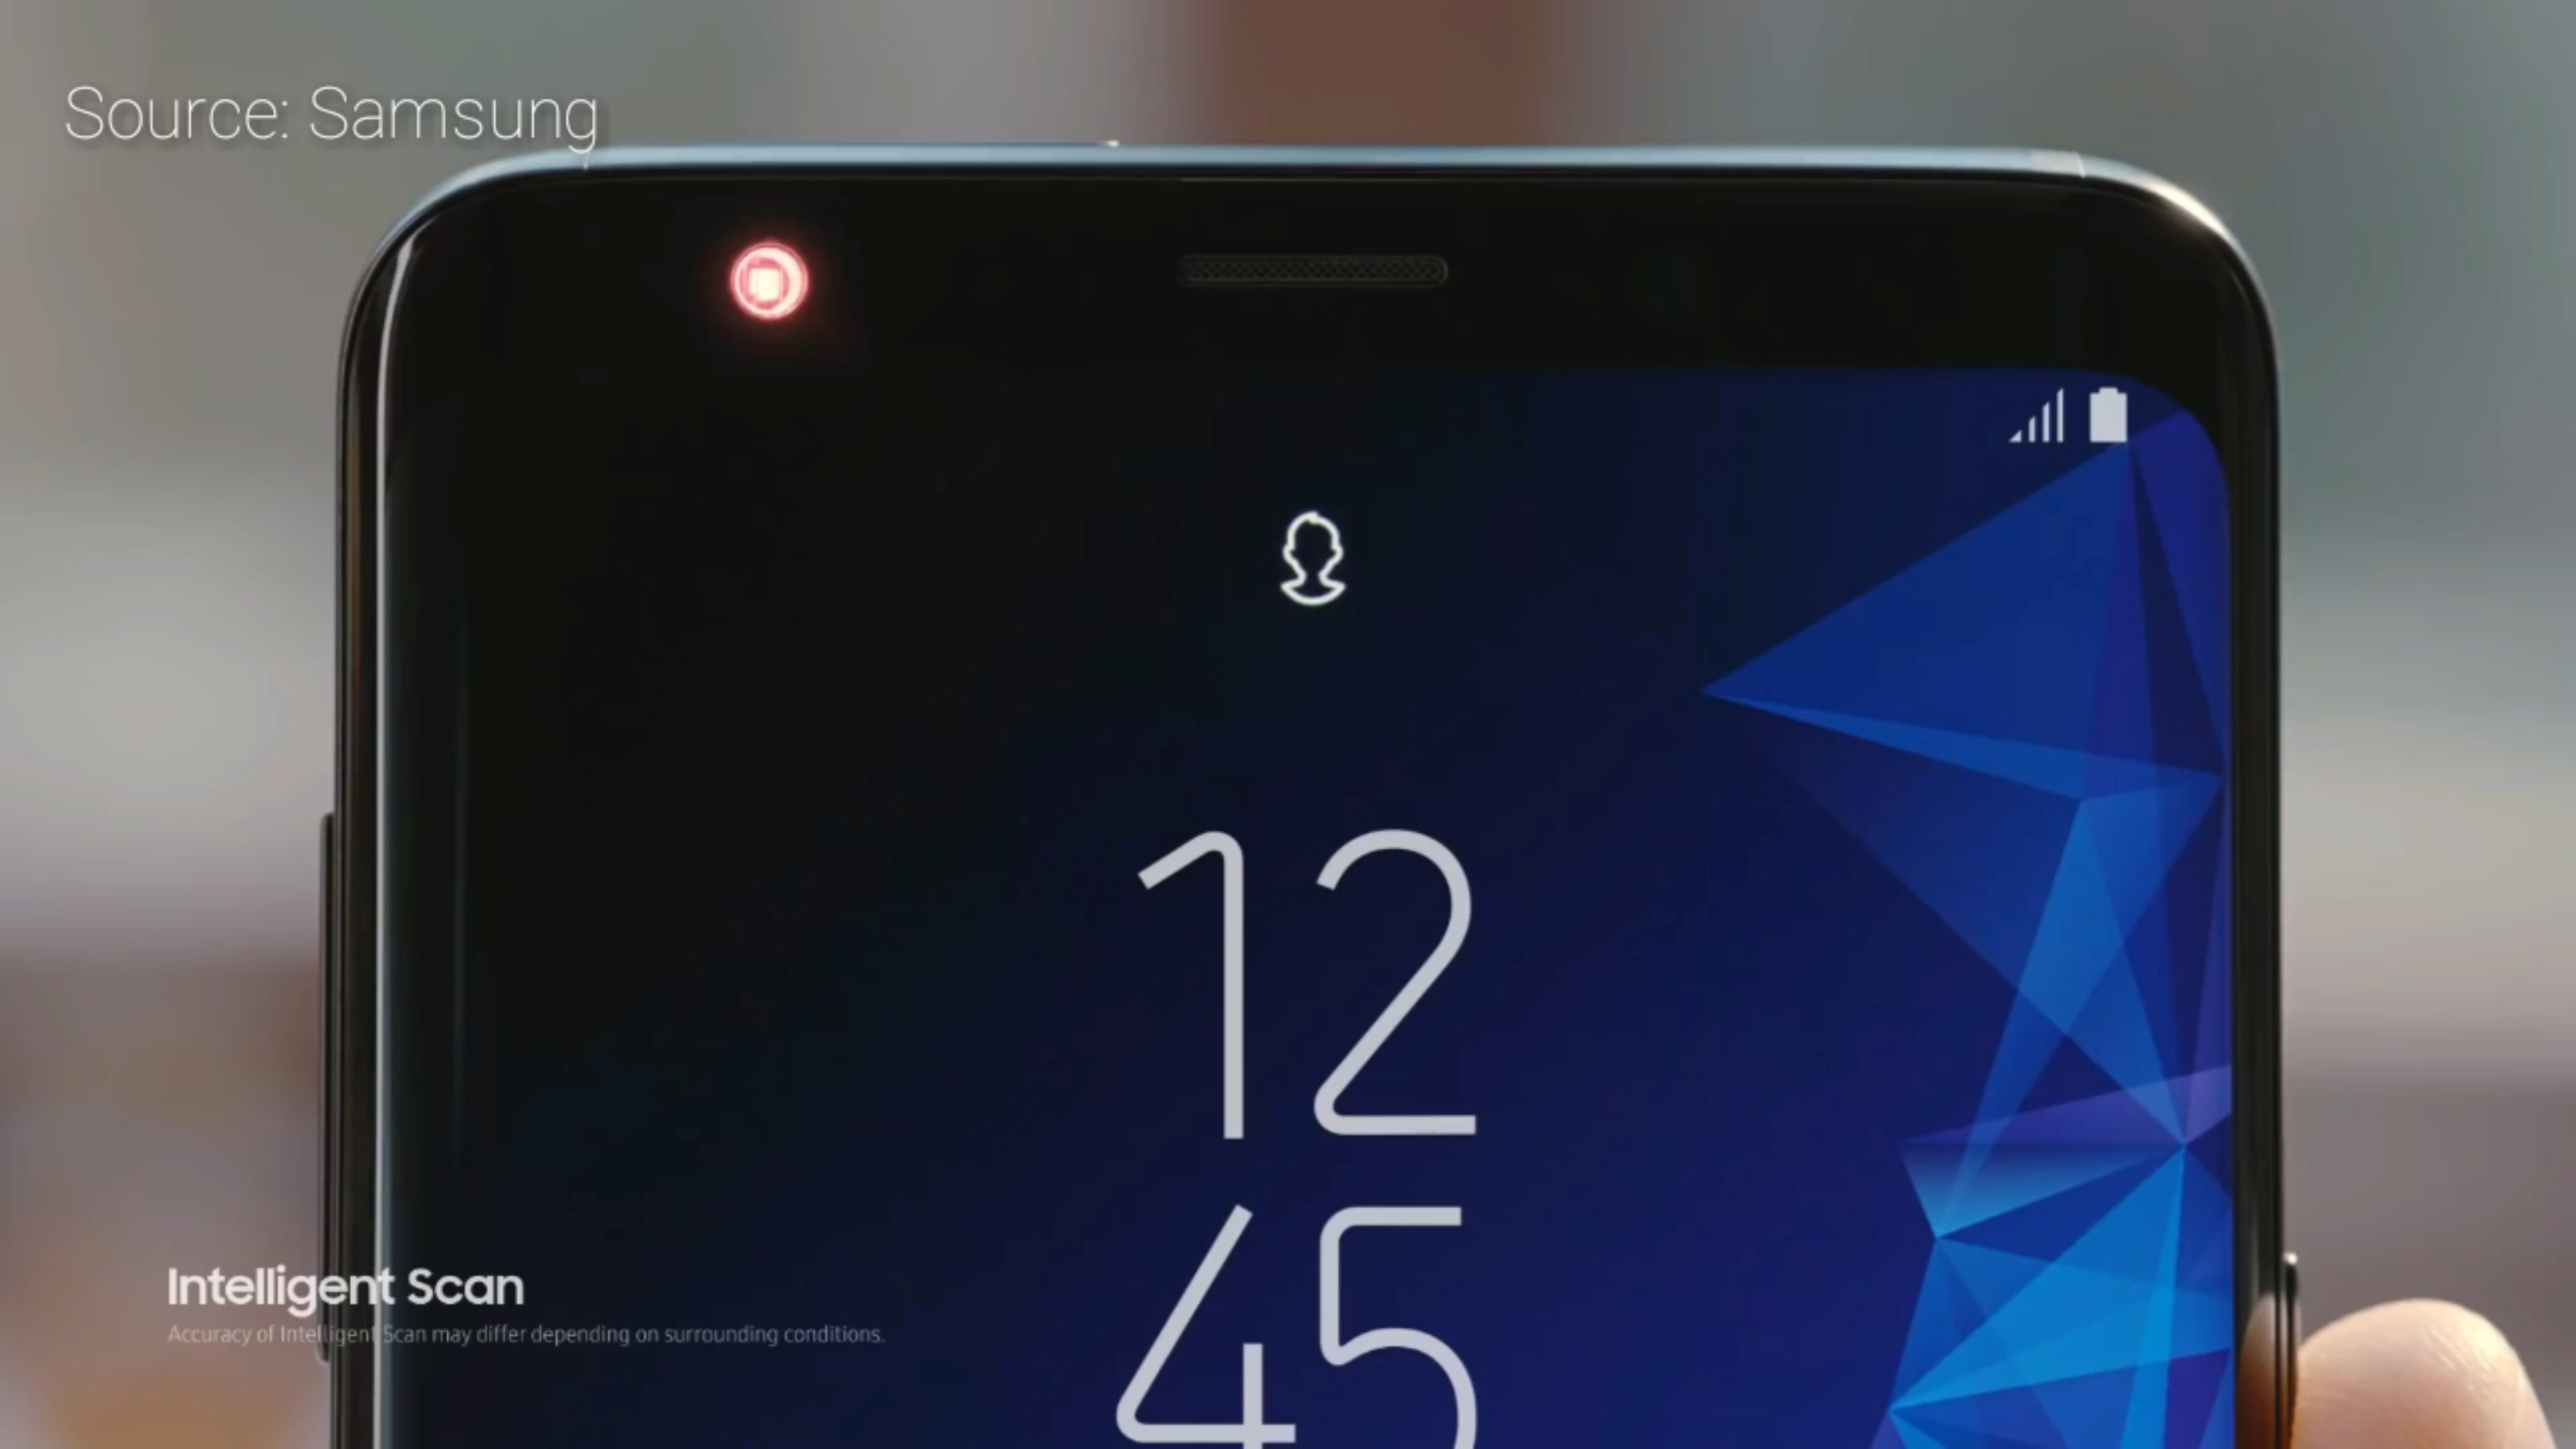 Source: Samsung
12
45
Intelligent Scan
Accuracy of Intelligent Scan may differ depending on surrounding conditions.